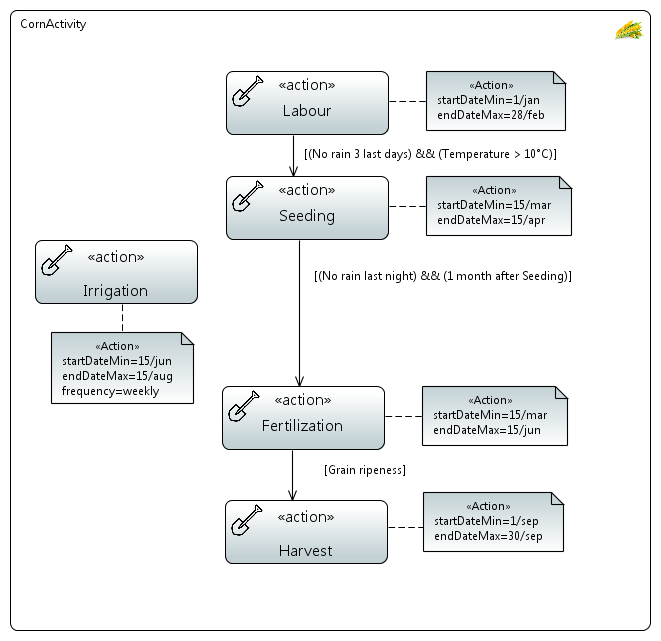 CornActivity
«action»
Labour
«Action»
startDateMin=1/jan
endDateMax=28/feb
[(No rain 3 last days) && (Temperature > 10°C)]
«action»
Seeding
«Action»
startDateMin=15/mar
endDateMax=15/apr
[(No rain last night) && (1 month after Seeding)]
«action»
Irrigation
«Action»
startDateMin=15/jun
endDateMax=15/aug
frequency=weekly
«action»
Fertilization
«Action»
startDateMin=15/mar
endDateMax=15/jun
[Grain ripeness]
«action»
Harvest
«Action»
startDateMin=1/sep
endDateMax=30/sep